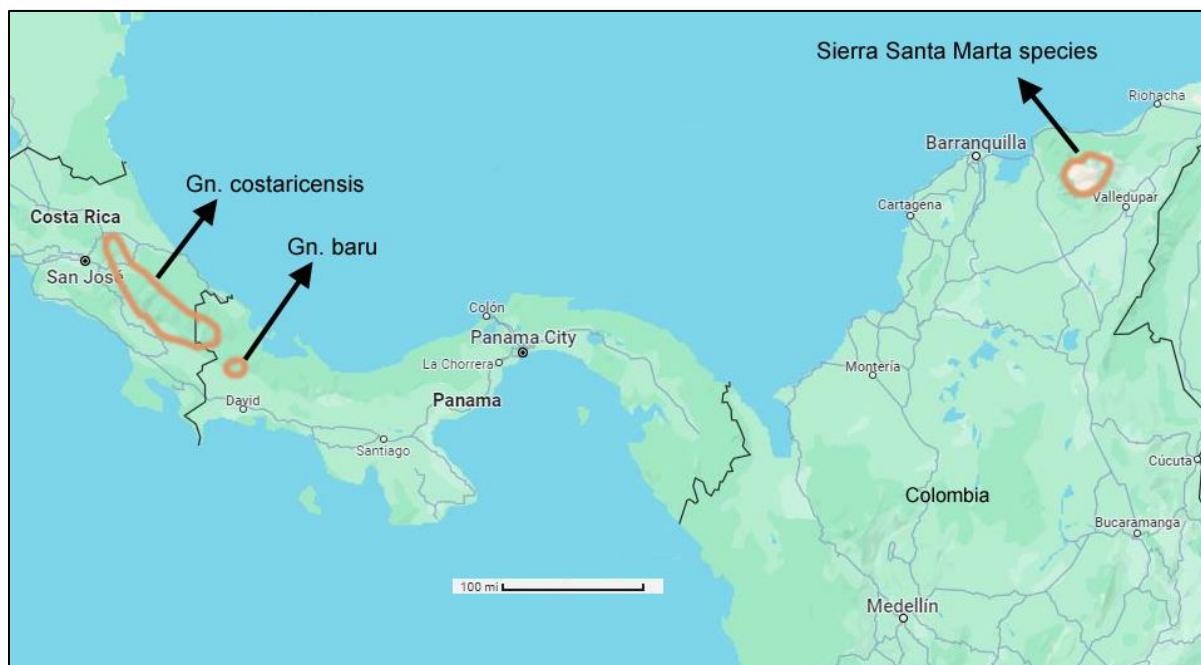 Sierra Santa Marta species
Riohacha
Barranquilla
Gn. costaricensis
Valledupar
Cartagena
Costa Rica
Gn. baru
San José
Colón
Panama City
La Chorrera
Montería
David
Panama
Santiago
Cúcuta
Colombia
Bucaramanga
100 mi
Medellín